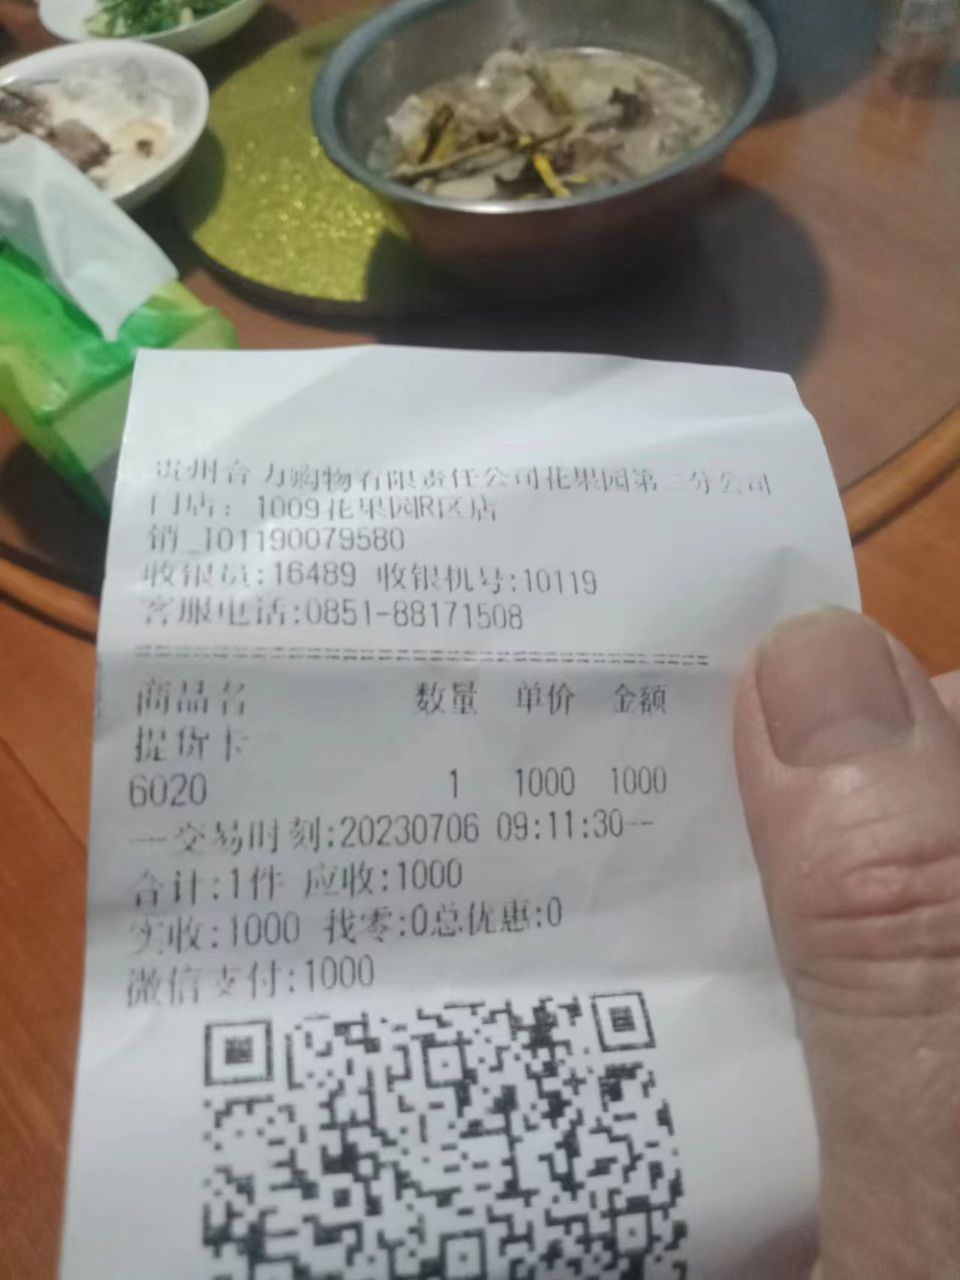 贵州合力购物有限责任公司花果园第二分公司
门店：1009花果园R区店
销_101190079580
收银员:16489 收银机号:10119
客服电话:0851-88171508
商品名 数量 单价 金额
提货卡
6020 1 1000 1000
--交易时刻:20230706 09:11:30--
合计:1件 应收:1000
实收:1000 找零:0总优惠:0
微信支付:1000